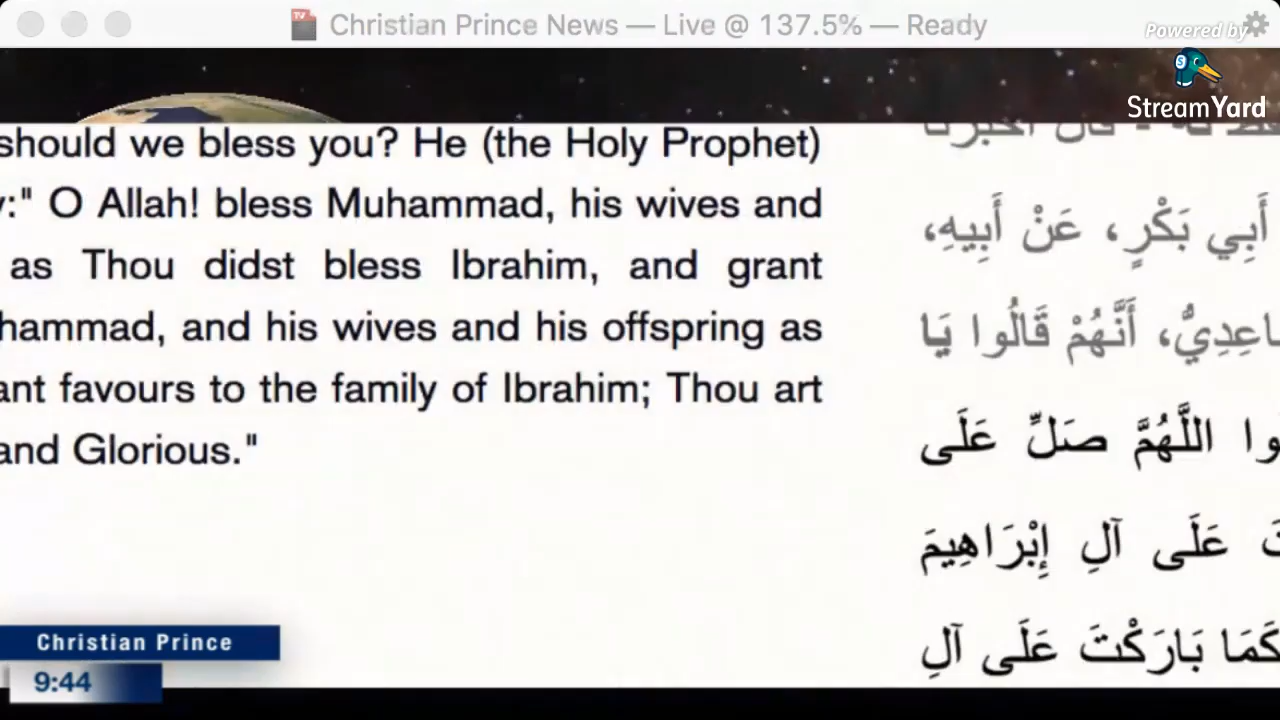 Christian Prince News — Live @ 137.5% — Ready
Powered by
StreamYard
should we bless you? He (the Holy Prophet)
:" O Allah! bless Muhammad, his wives and
as Thou didst bless Ibrahim, and grant
hammad, and his wives and his offspring as
ant favours to the family of Ibrahim; Thou art
and Glorious."
أَبِي بَكْرٍ، عَنْ أَبِيهِ،
اعِدِيُّ، أَنَّهُمْ قَالُوا يَا
وا اللَّهُمَّ صَلِّ عَلَى
تَ عَلَى آلِ إِبْرَاهِيمَ
كَمَا بَارَكْتَ عَلَى آلِ
Christian Prince
9:44